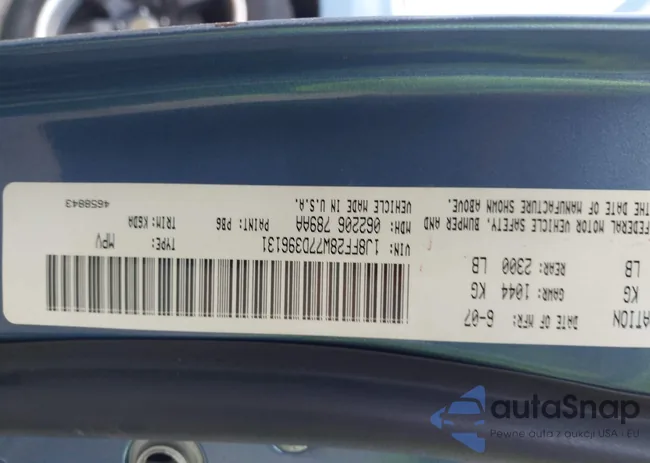 ATION DATE OF MFR: 6-07
KG GAWR: 1044 KG
LB REAR: 2300 LB
FEDERAL MOTOR VEHICLE SAFETY, BUMPER AND
THE DATE OF MANUFACTURE SHOWN ABOVE.
VIN: 1J8FF28W77D396131 TYPE: MPV
MDH: 062206 789AA PAINT: PB6 TRIM: K6DA
VEHICLE MADE IN U.S.A. 4658843
autaSnap
Pewne auta z aukcji USA - EU